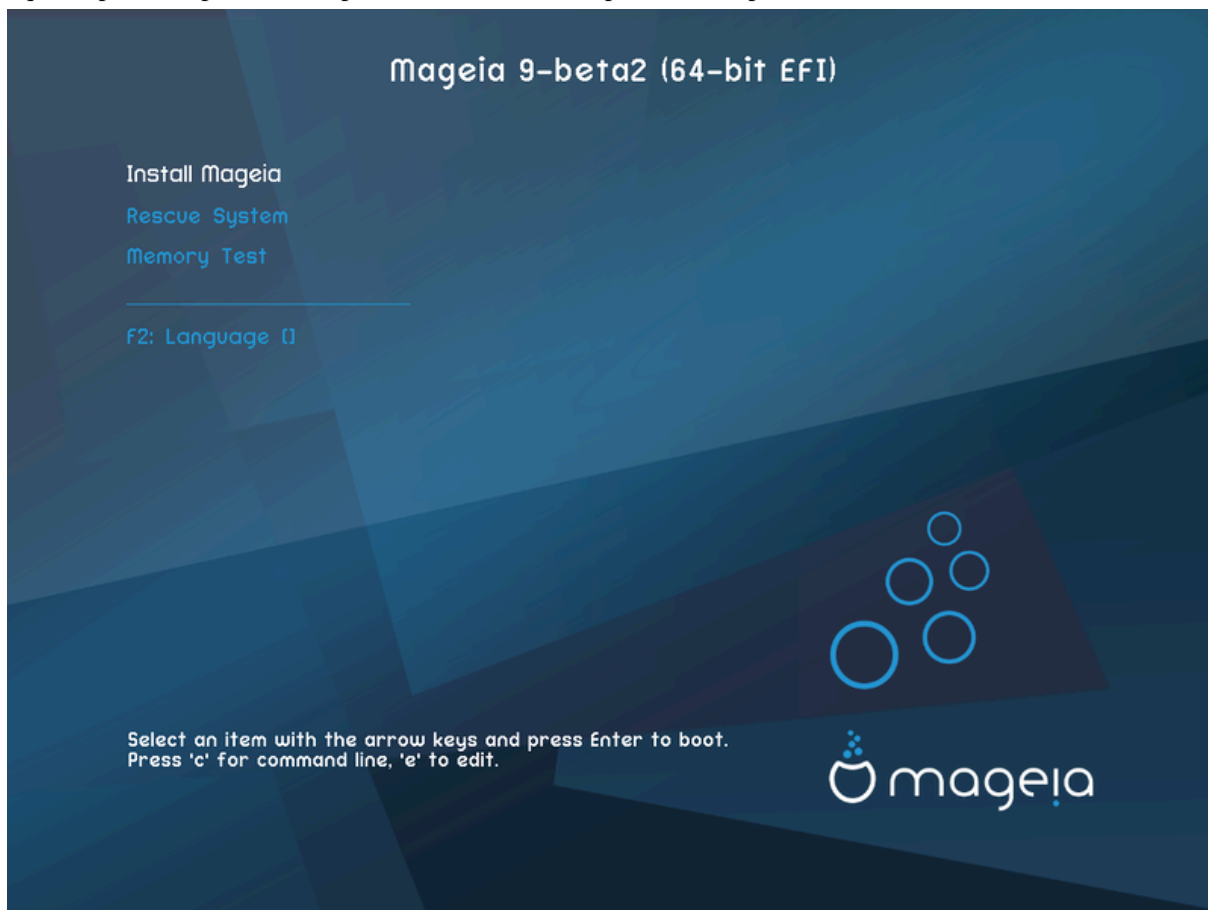 Mageia 9-beta2 (64-bit EFI)
Install Mageia
Rescue System
Memory Test
F2: Language []
Select an item with the arrow keys and press Enter to boot.
Press 'c' for command line, 'e' to edit.
mageia